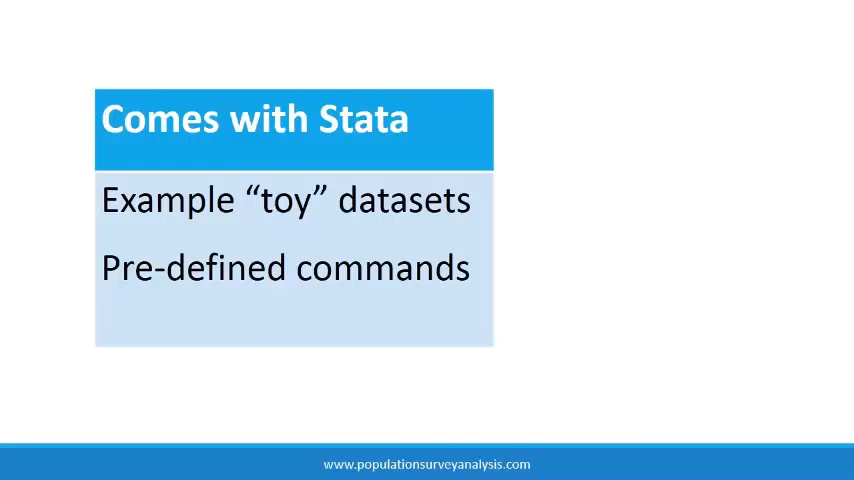 Comes with Stata
Example “toy” datasets
Pre-defined commands
www.populationsurveyanalysis.com